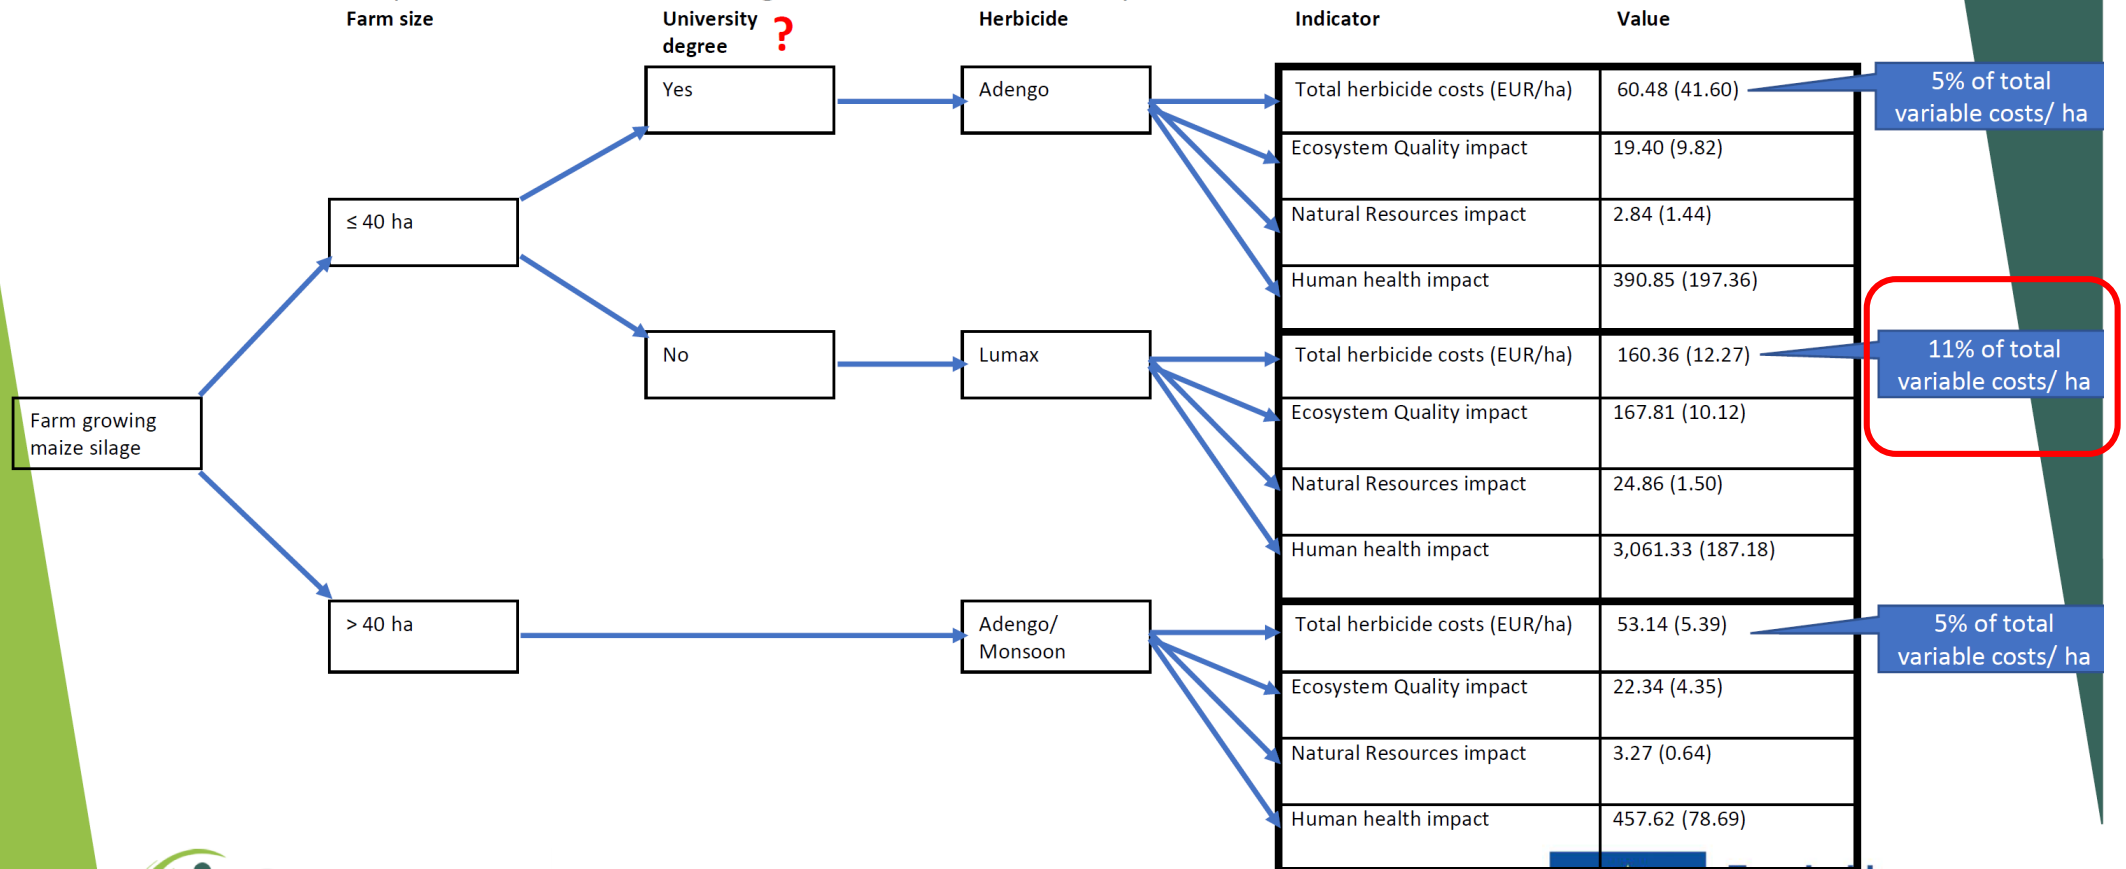 Farm size
University
degree
?
Herbicide
Indicator
Value
Yes
Adengo
Total herbicide costs (EUR/ha)
60.48 (41.60)
5% of total
variable costs/ ha
Ecosystem Quality impact
19.40 (9.82)
≤ 40 ha
Natural Resources impact
2.84 (1.44)
Human health impact
390.85 (197.36)
No
Lumax
Total herbicide costs (EUR/ha)
160.36 (12.27)
11% of total
variable costs/ ha
Farm growing
maize silage
Ecosystem Quality impact
167.81 (10.12)
Natural Resources impact
24.86 (1.50)
Human health impact
3,061.33 (187.18)
> 40 ha
Adengo/
Monsoon
Total herbicide costs (EUR/ha)
53.14 (5.39)
5% of total
variable costs/ ha
Ecosystem Quality impact
22.34 (4.35)
Natural Resources impact
3.27 (0.64)
Human health impact
457.62 (78.69)